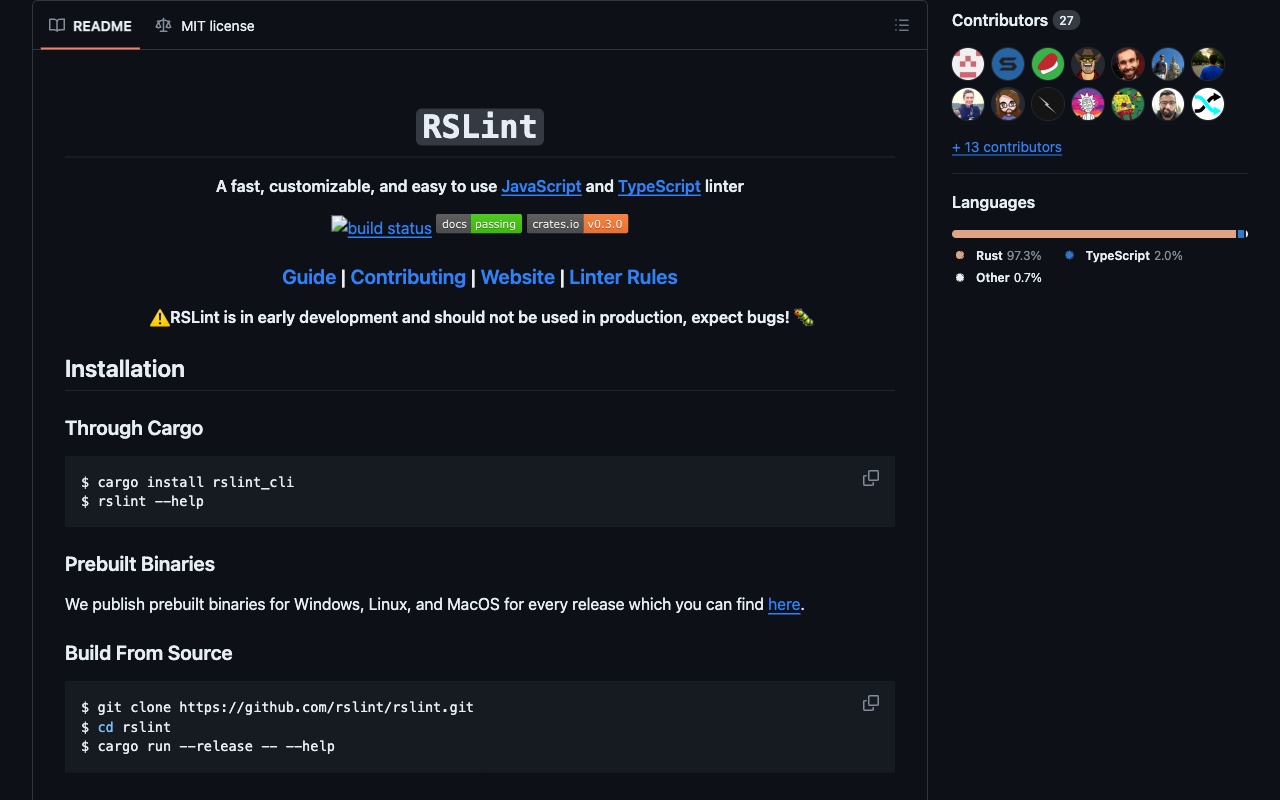 README
MIT license
RSLint
A fast, customizable, and easy to use JavaScript and TypeScript linter
build status docs passing crates.io v0.3.0
Guide | Contributing | Website | Linter Rules
⚠️RSLint is in early development and should not be used in production, expect bugs! 🐛
Installation
Through Cargo
$ cargo install rslint_cli
$ rslint --help
Prebuilt Binaries
We publish prebuilt binaries for Windows, Linux, and MacOS for every release which you can find here.
Build From Source
$ git clone https://github.com/rslint/rslint.git
$ cd rslint
$ cargo run --release -- --help
Contributors 27
+ 13 contributors
Languages
Rust 97.3% TypeScript 2.0%
Other 0.7%